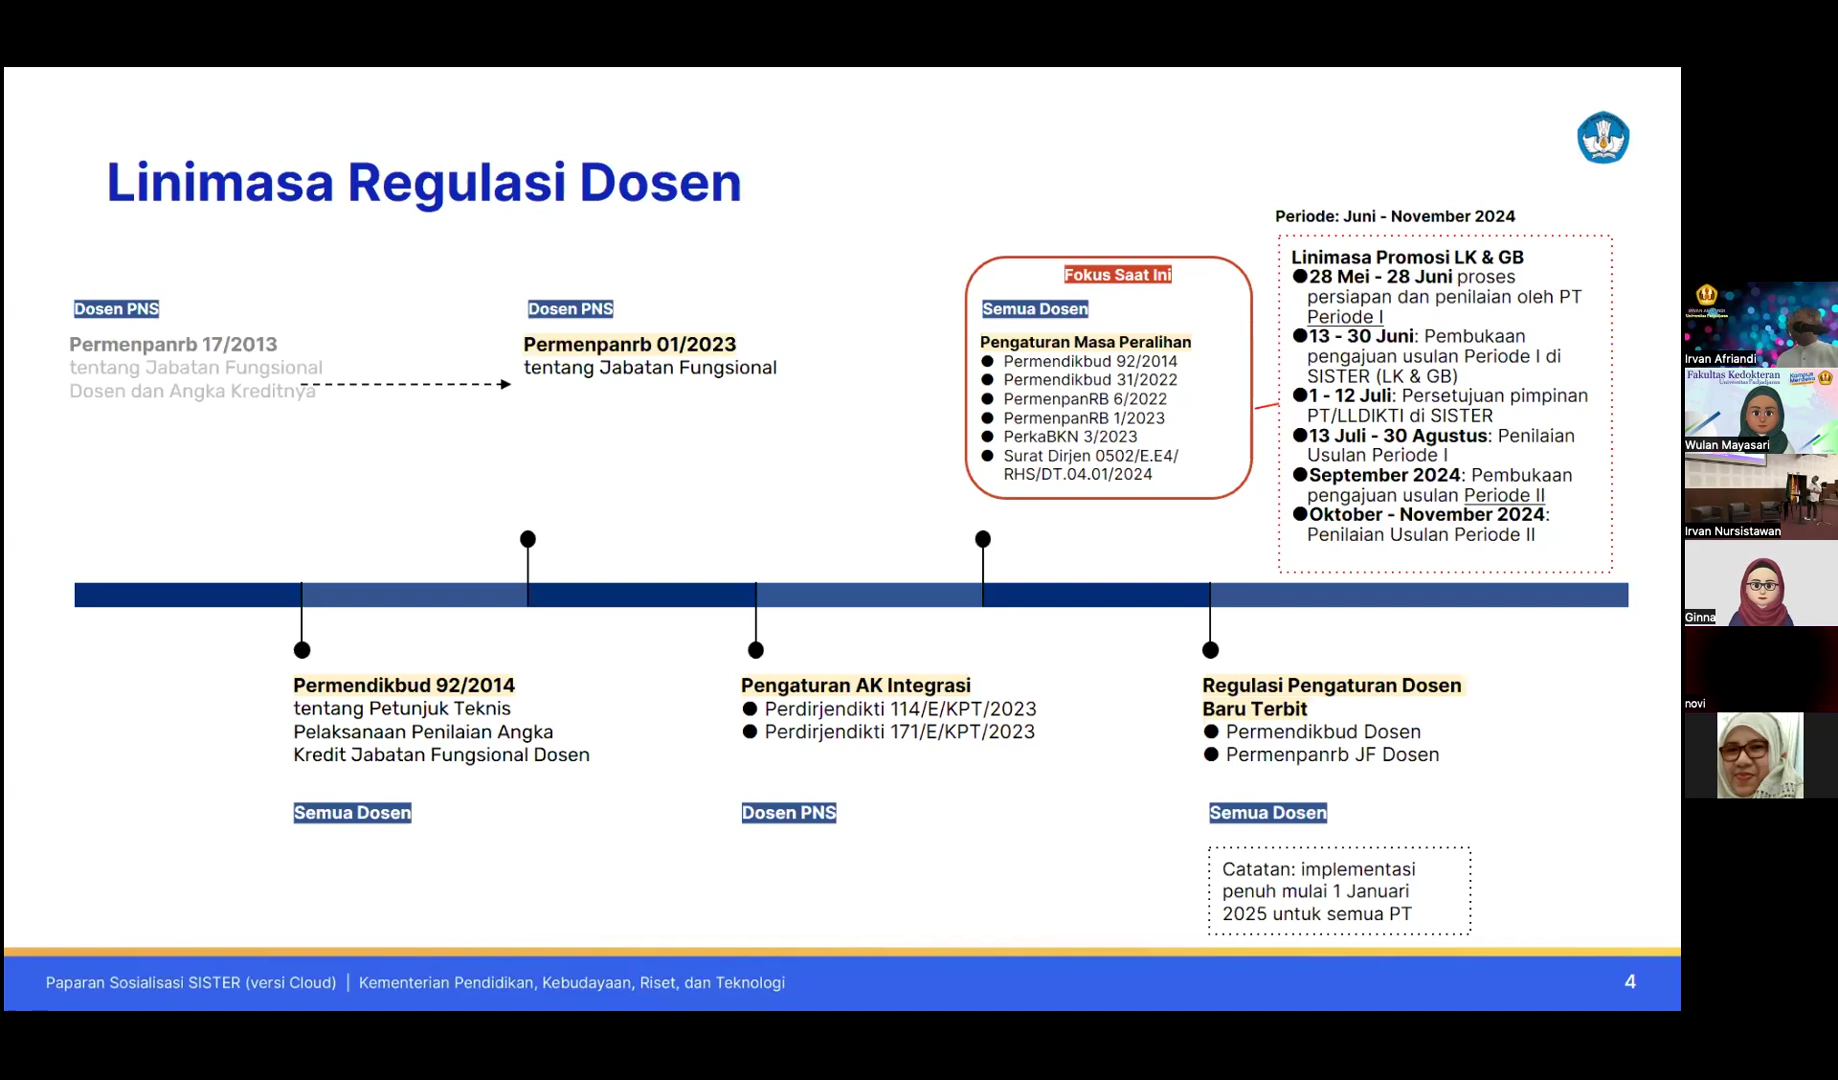 Linimasa Regulasi Dosen
Dosen PNS
Permenpanrb 17/2013
tentang Jabatan Fungsional
Dosen dan Angka Kreditnya
Dosen PNS
Permenpanrb 01/2023
tentang Jabatan Fungsional
Fokus Saat Ini
Semua Dosen
Pengaturan Masa Peralihan
● Permendikbud 92/2014
● Permendikbud 31/2022
● PermenpanRB 6/2022
● PermenpanRB 1/2023
● PerkaBKN 3/2023
● Surat Dirjen 0502/E.E4/
RHS/DT.04.01/2024
Periode: Juni - November 2024
Linimasa Promosi LK & GB
●28 Mei - 28 Juni proses
persiapan dan penilaian oleh PT
Periode I
●13 - 30 Juni: Pembukaan
pengajuan usulan Periode I di
SISTER (LK & GB)
●1 - 12 Juli: Persetujuan pimpinan
PT/LLDIKTI di SISTER
●13 Juli - 30 Agustus: Penilaian
Usulan Periode I
●September 2024: Pembukaan
pengajuan usulan Periode II
●Oktober - November 2024:
Penilaian Usulan Periode II
Permendikbud 92/2014
tentang Petunjuk Teknis
Pelaksanaan Penilaian Angka
Kredit Jabatan Fungsional Dosen
Semua Dosen
Pengaturan AK Integrasi
● Perdirjendikti 114/E/KPT/2023
● Perdirjendikti 171/E/KPT/2023
Dosen PNS
Regulasi Pengaturan Dosen
Baru Terbit
● Permendikbud Dosen
● Permenpanrb JF Dosen
Semua Dosen
Catatan: implementasi
penuh mulai 1 Januari
2025 untuk semua PT
Paparan Sosialisasi SISTER (versi Cloud) | Kementerian Pendidikan, Kebudayaan, Riset, dan Teknologi
4
Irvan Afriandi
Fakultas Kedokteran
Universitas Padjadjaran
Kampus
Merdeka
Wulan Mayasari
Irvan Nursistawan
Ginna
novi